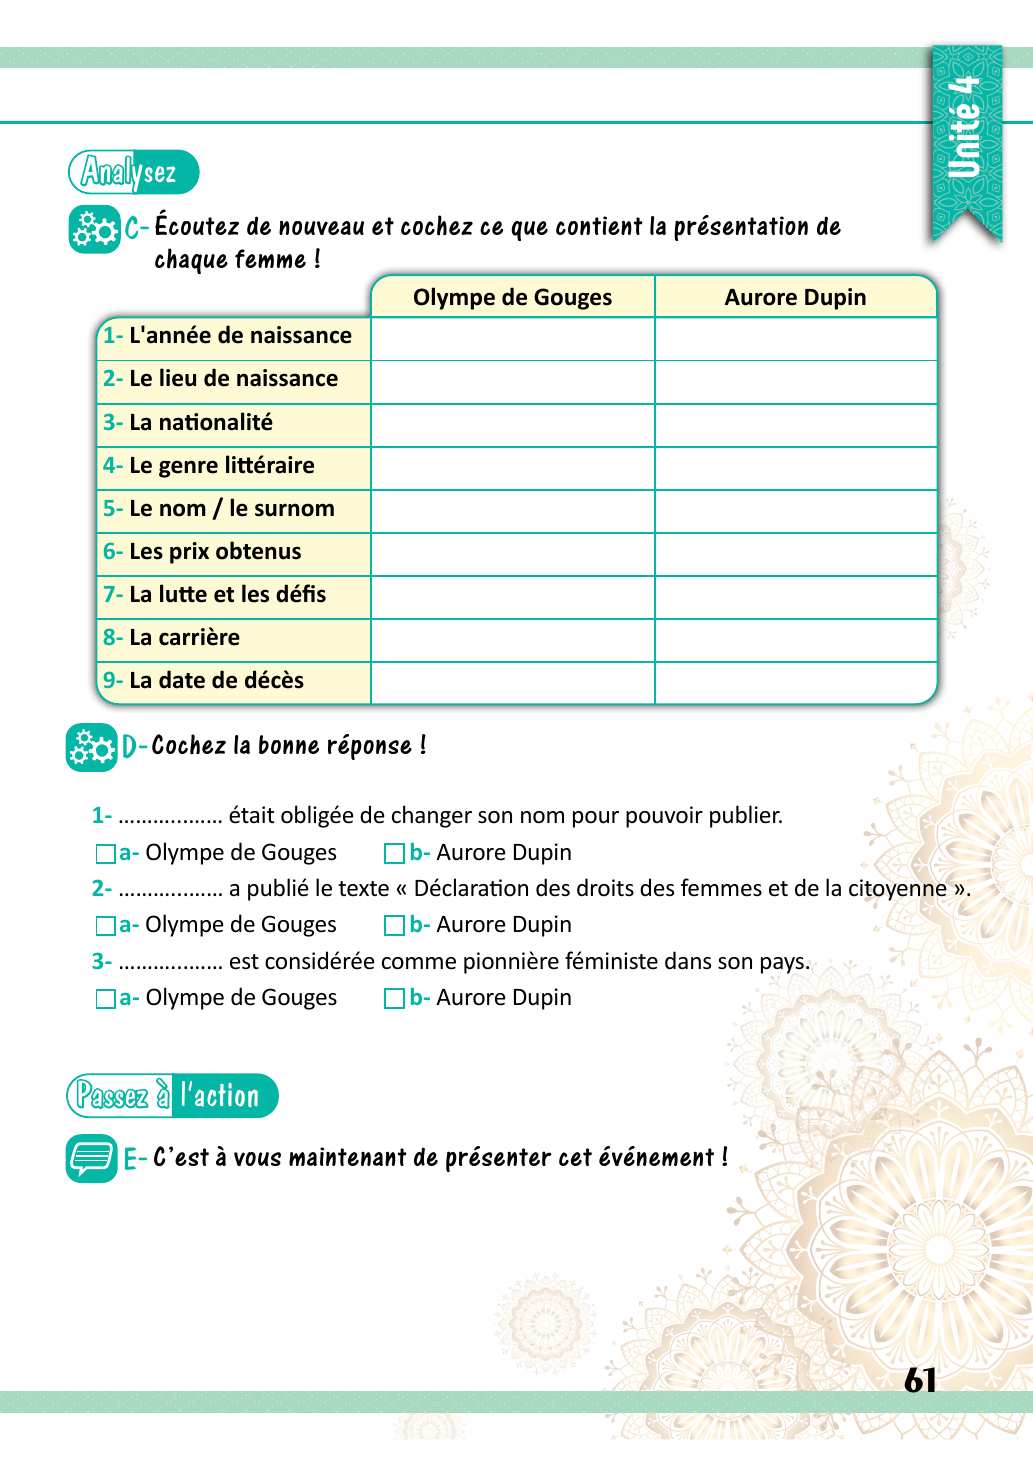 Unité 4
Analysez
C- Écoutez de nouveau et cochez ce que contient la présentation de
chaque femme !
Olympe de Gouges Aurore Dupin
1- L'année de naissance
2- Le lieu de naissance
3- La nationalité
4- Le genre littéraire
5- Le nom / le surnom
6- Les prix obtenus
7- La lutte et les défis
8- La carrière
9- La date de décès
D- Cochez la bonne réponse !
1- .................. était obligée de changer son nom pour pouvoir publier.
a- Olympe de Gouges b- Aurore Dupin
2- .................. a publié le texte « Déclaration des droits des femmes et de la citoyenne ».
a- Olympe de Gouges b- Aurore Dupin
3- .................. est considérée comme pionnière féministe dans son pays.
a- Olympe de Gouges b- Aurore Dupin
Passez à l'action
E- C'est à vous maintenant de présenter cet événement !
61